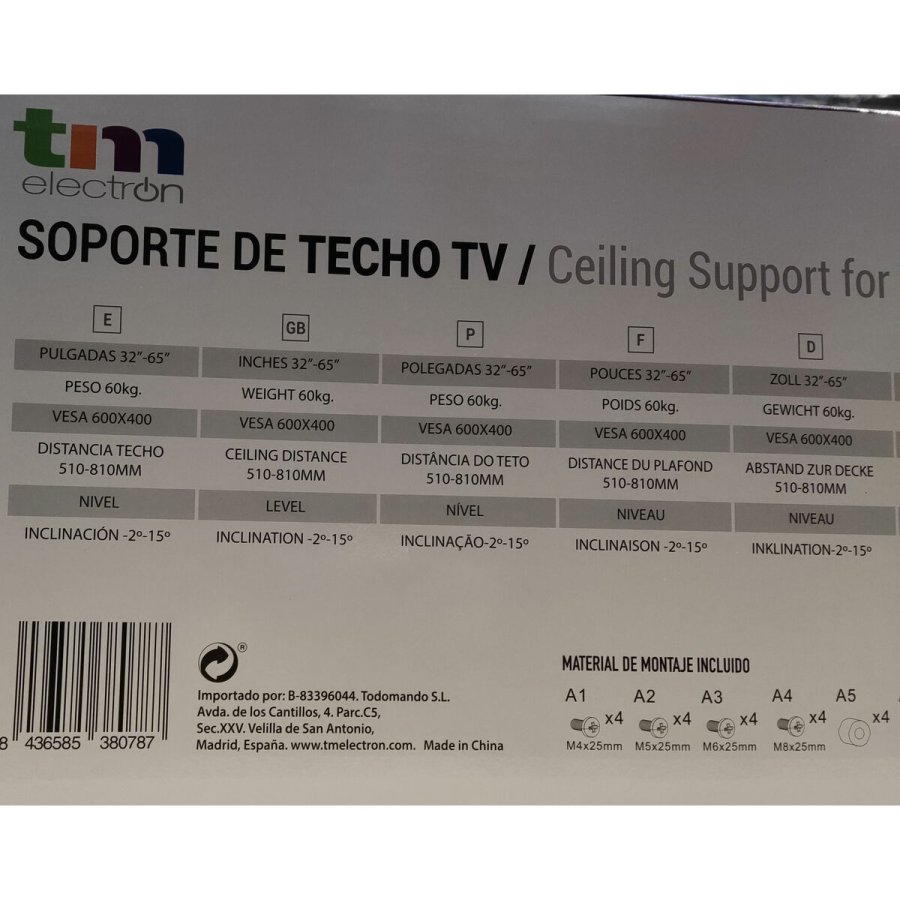 tm
electron
SOPORTE DE TECHO TV / Ceiling Support for
E
PULGADAS 32”-65”
PESO 60kg.
VESA 600X400
DISTANCIA TECHO
510-810MM
NIVEL
INCLINACIÓN -2º-15º
GB
INCHES 32”-65”
WEIGHT 60kg.
VESA 600X400
CEILING DISTANCE
510-810MM
LEVEL
INCLINATION -2º-15º
P
POLEGADAS 32”-65”
PESO 60kg.
VESA 600X400
DISTÂNCIA DO TETO
510-810MM
NÍVEL
INCLINAÇÃO-2º-15º
F
POUCES 32”-65”
POIDS 60kg.
VESA 600X400
DISTANCE DU PLAFOND
510-810MM
NIVEAU
INCLINAISON -2º-15º
D
ZOLL 32”-65”
GEWICHT 60kg.
VESA 600X400
ABSTAND ZUR DECKE
510-810MM
NIVEAU
INKLINATION-2º-15º
8 436585 380787
®
Importado por: B-83396044. Todomando S.L.
Avda. de los Cantillos, 4. Parc.C5,
Sec.XXV. Velilla de San Antonio,
Madrid, España. www.tmelectron.com. Made in China
MATERIAL DE MONTAJE INCLUIDO
A1 A2 A3 A4 A5
x4 x4 x4 x4 x4
M4x25mm M5x25mm M6x25mm M8x25mm